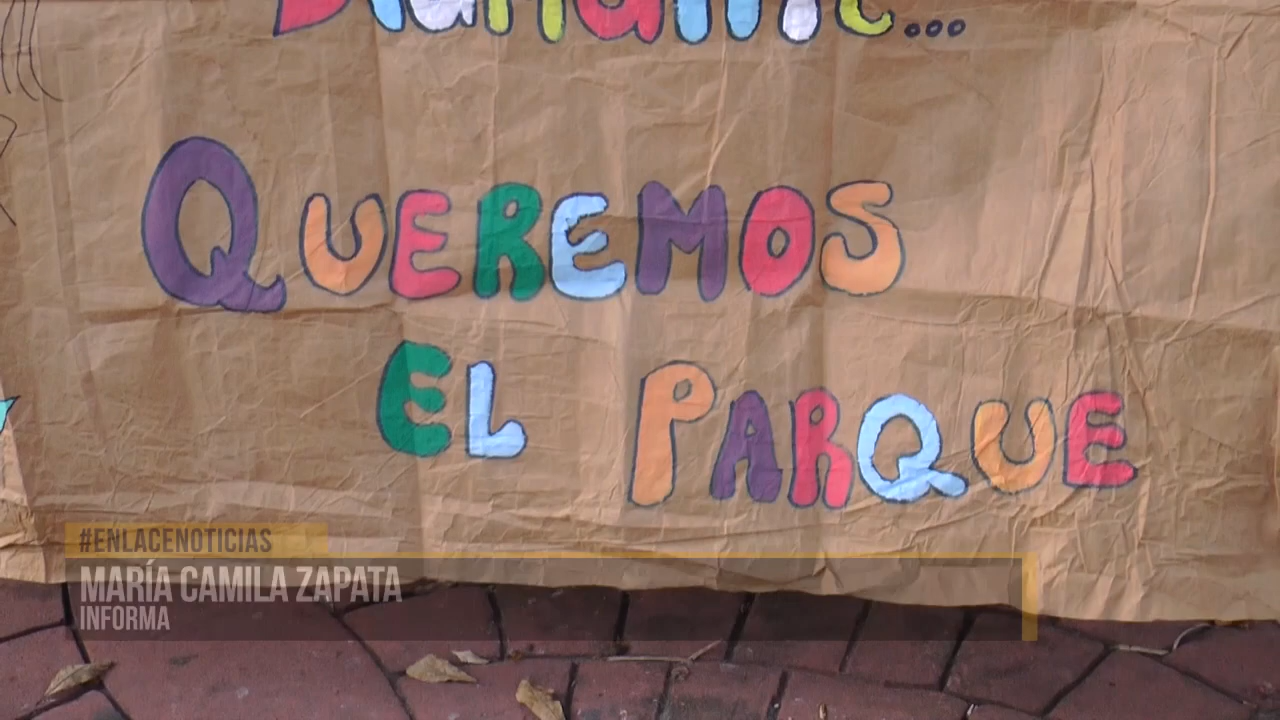 QUEREMOS
EL PARQUE
#ENLACENOTICIAS
MARÍA CAMILA ZAPATA
INFORMA